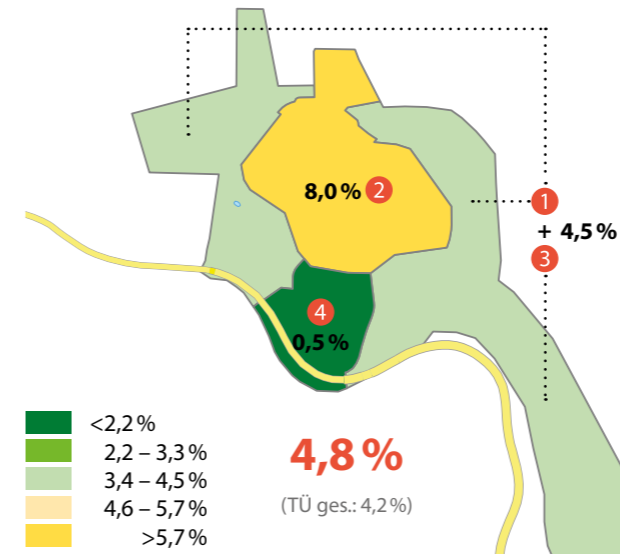 8,0 % 2
1
+ 4,5 %
3
4
0,5 %
<2,2 %
2,2 – 3,3 %
3,4 – 4,5 %
4,6 – 5,7 %
>5,7 %
4,8 %
(TÜ ges.: 4,2 %)